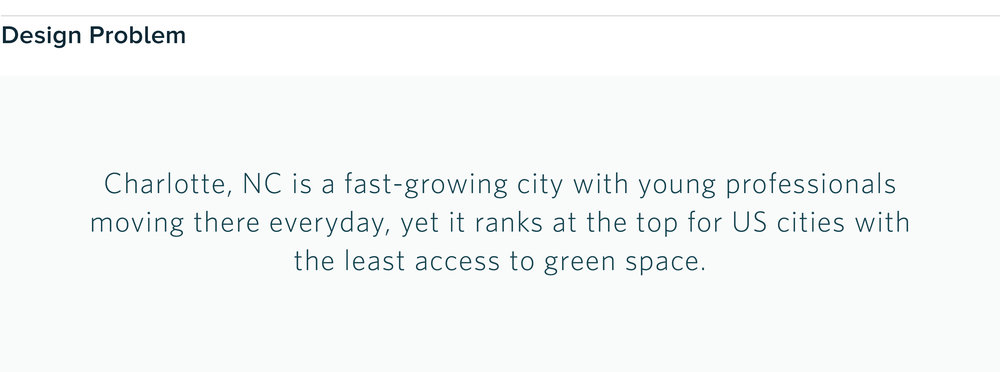 Design Problem
Charlotte, NC is a fast-growing city with young professionals
moving there everyday, yet it ranks at the top for US cities with
the least access to green space.